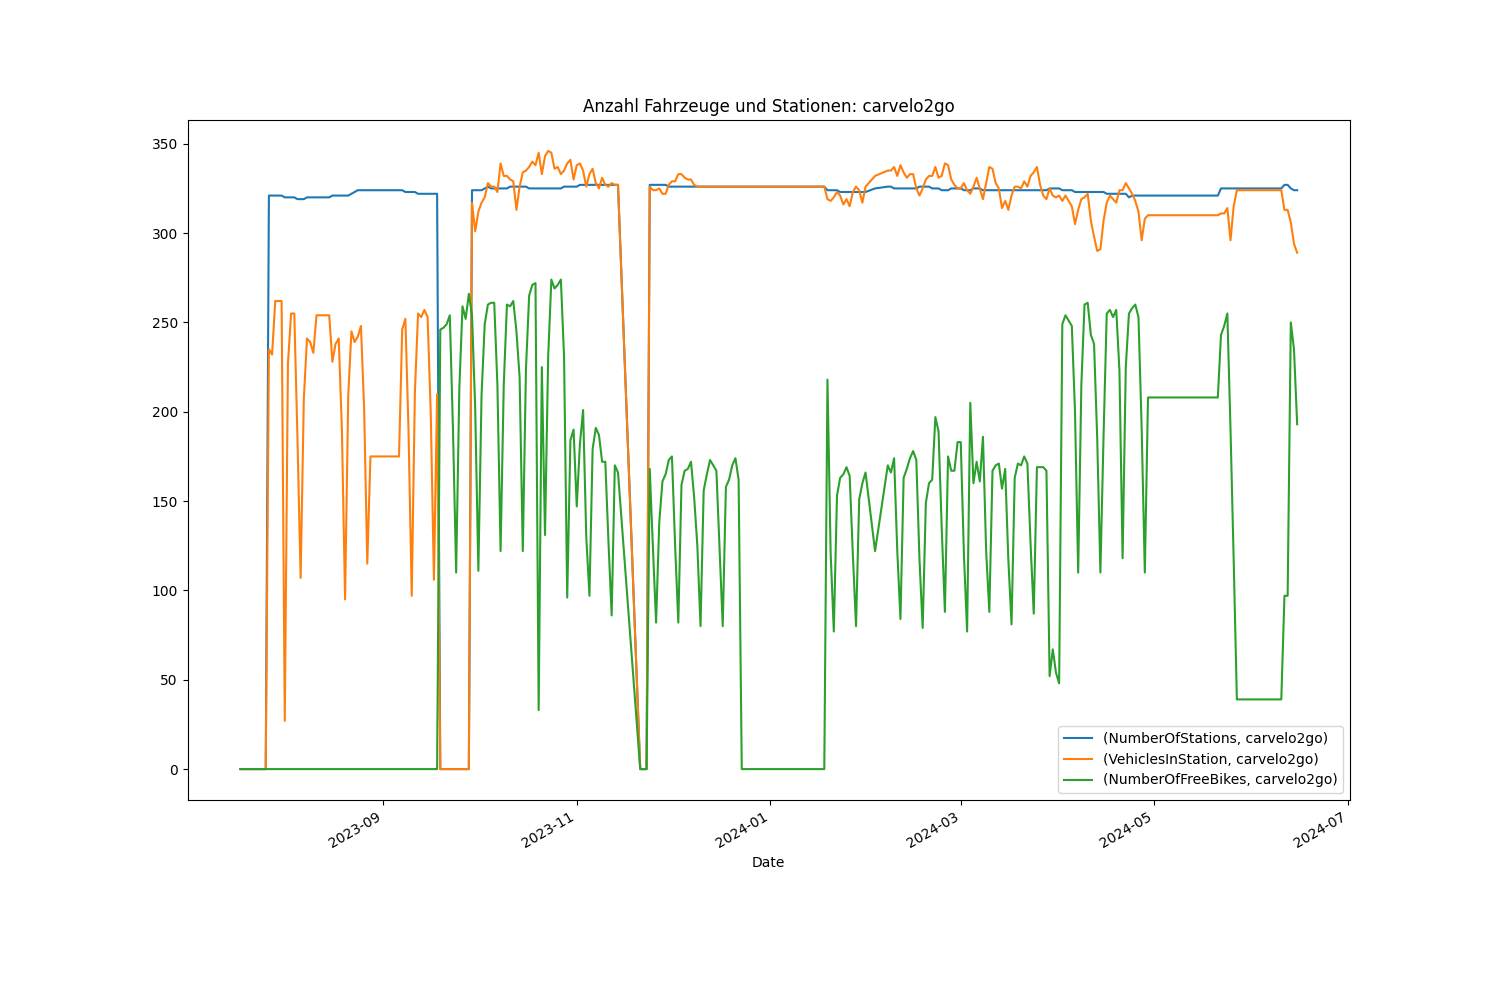 Anzahl Fahrzeuge und Stationen: carvelo2go
350
300
250
200
150
100
50
0
2023-09
2023-11
2024-01
2024-03
2024-05
2024-07
Date
(NumberOfStations, carvelo2go)
(VehiclesInStation, carvelo2go)
(NumberOfFreeBikes, carvelo2go)